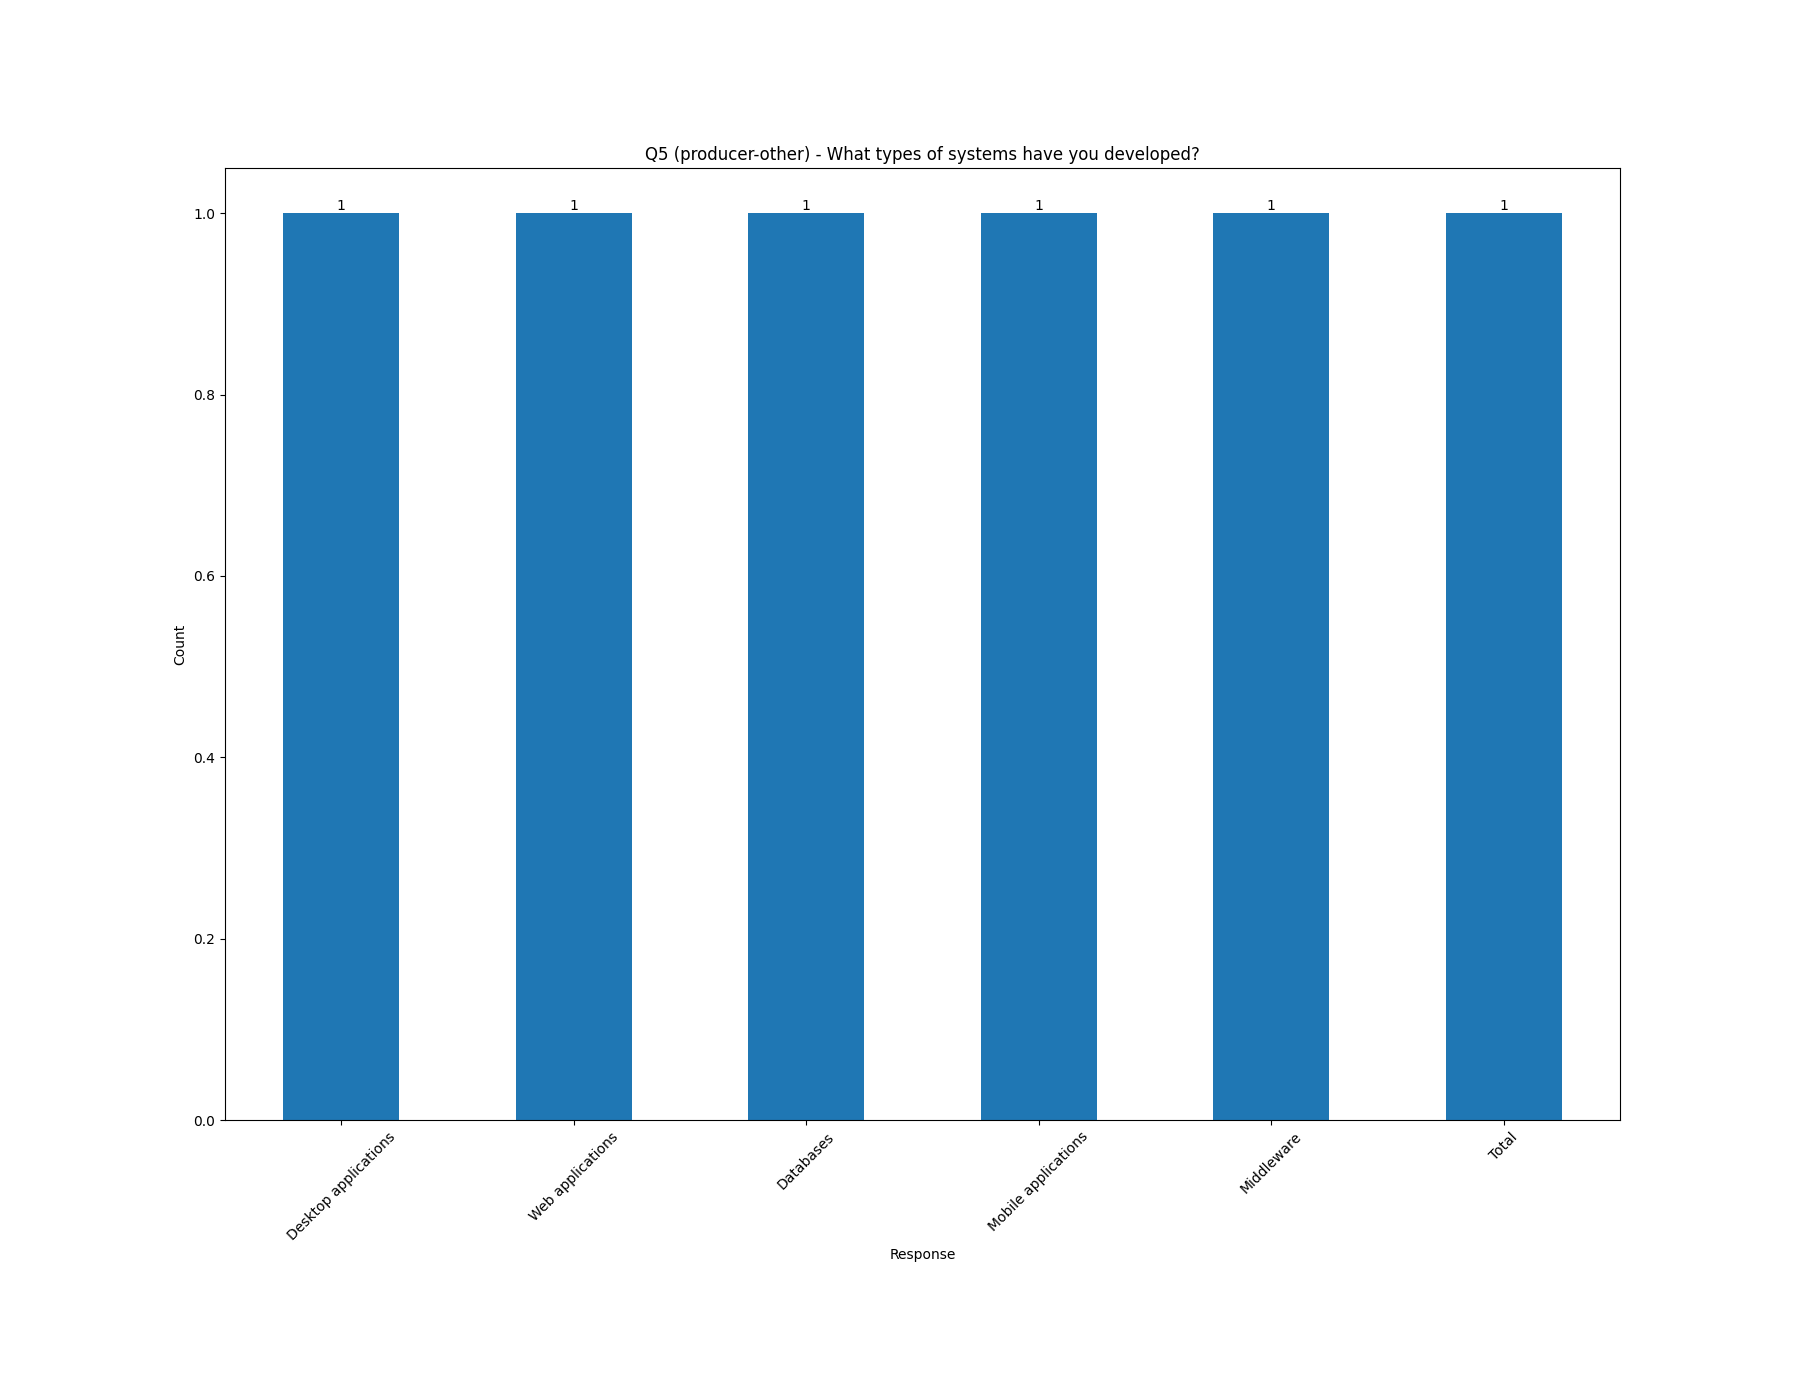 Q5 (producer-other) - What types of systems have you developed?
1 1 1 1 1 1
1.0
0.8
0.6
0.4
0.2
0.0
Count
Desktop applications
Web applications
Databases
Mobile applications
Middleware
Total
Response